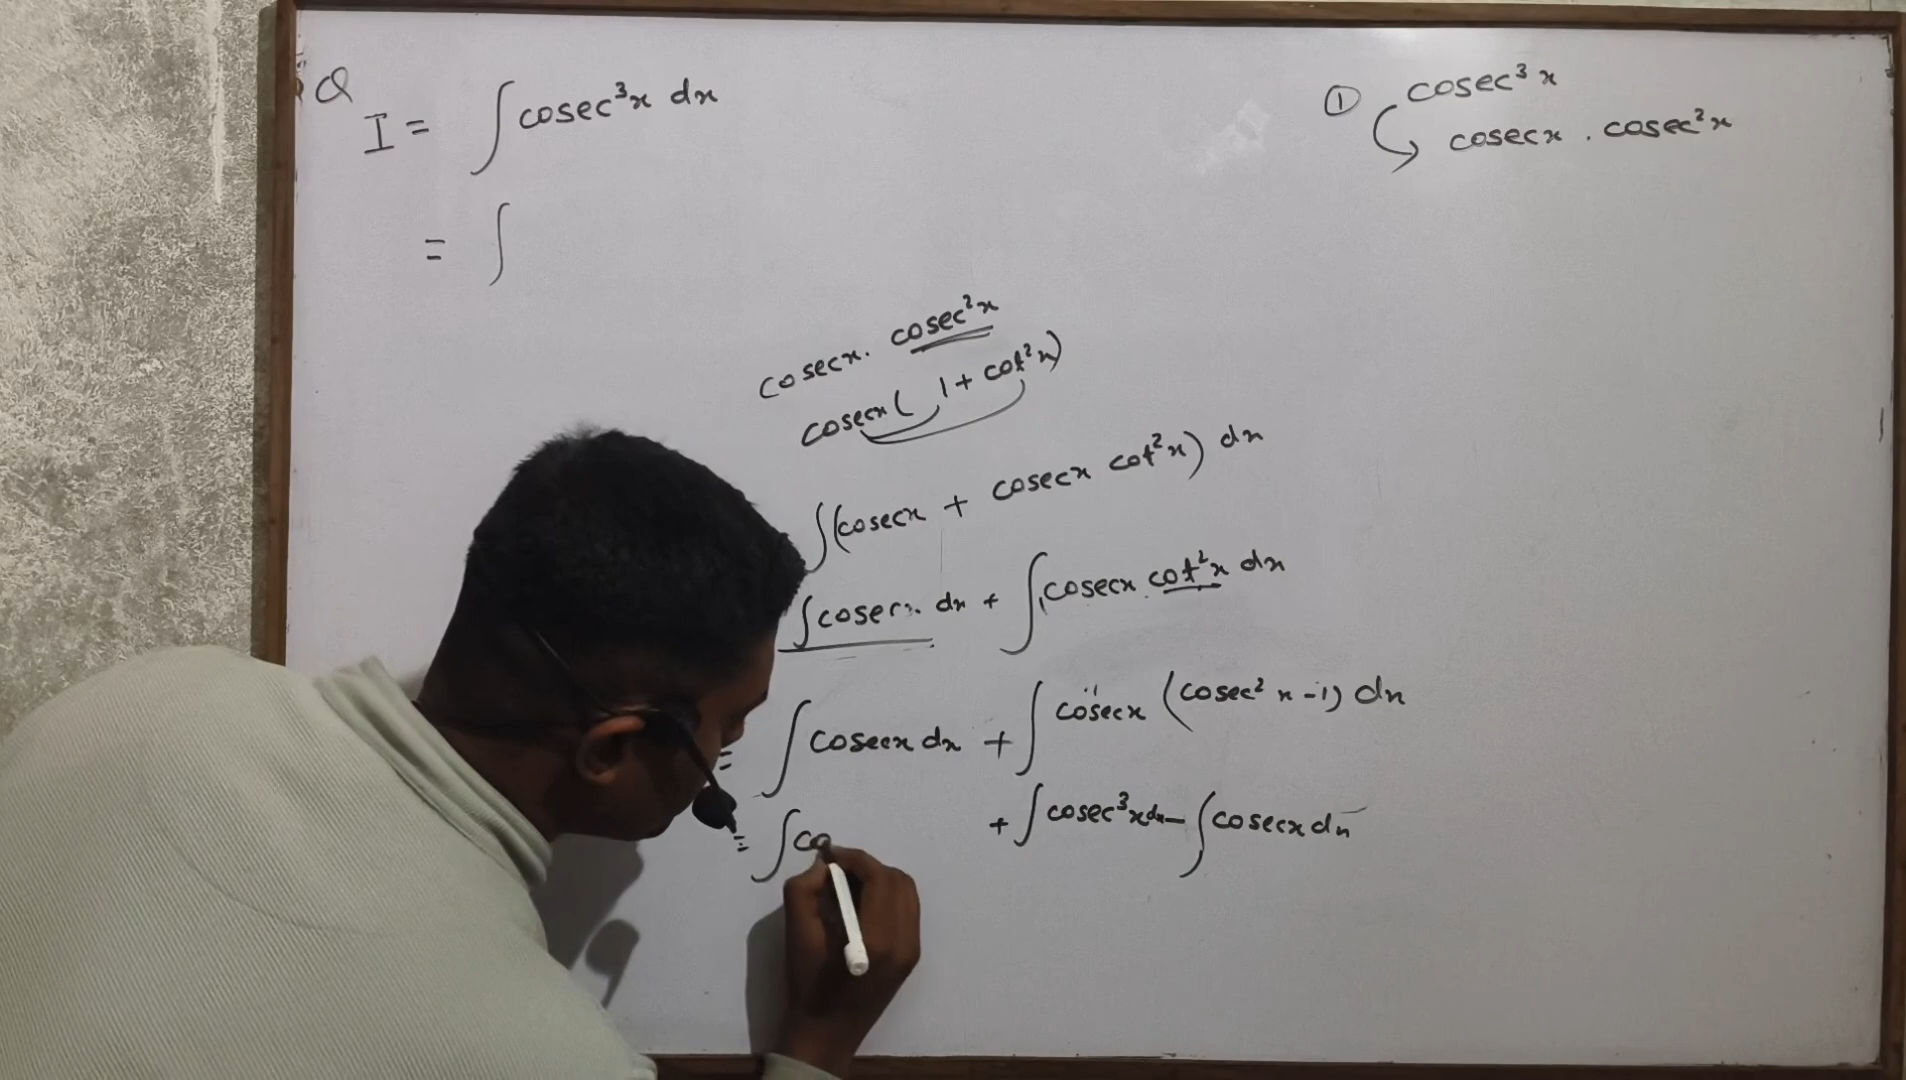 Q
I = ∫ cosec³x dx
= ∫
① cosec³x
cosecx . cosec²x
cosecx. cosec²x
cosecx ( 1 + cot²x)
∫(cosecx + cosecx cot²x) dx
∫cosecx dx + ∫cosecx cot²x dx
= ∫ cosecx dx + ∫ cosecx (cosec²x -1) dx
= ∫ co + ∫ cosec³x dx - ∫ cosecx dx